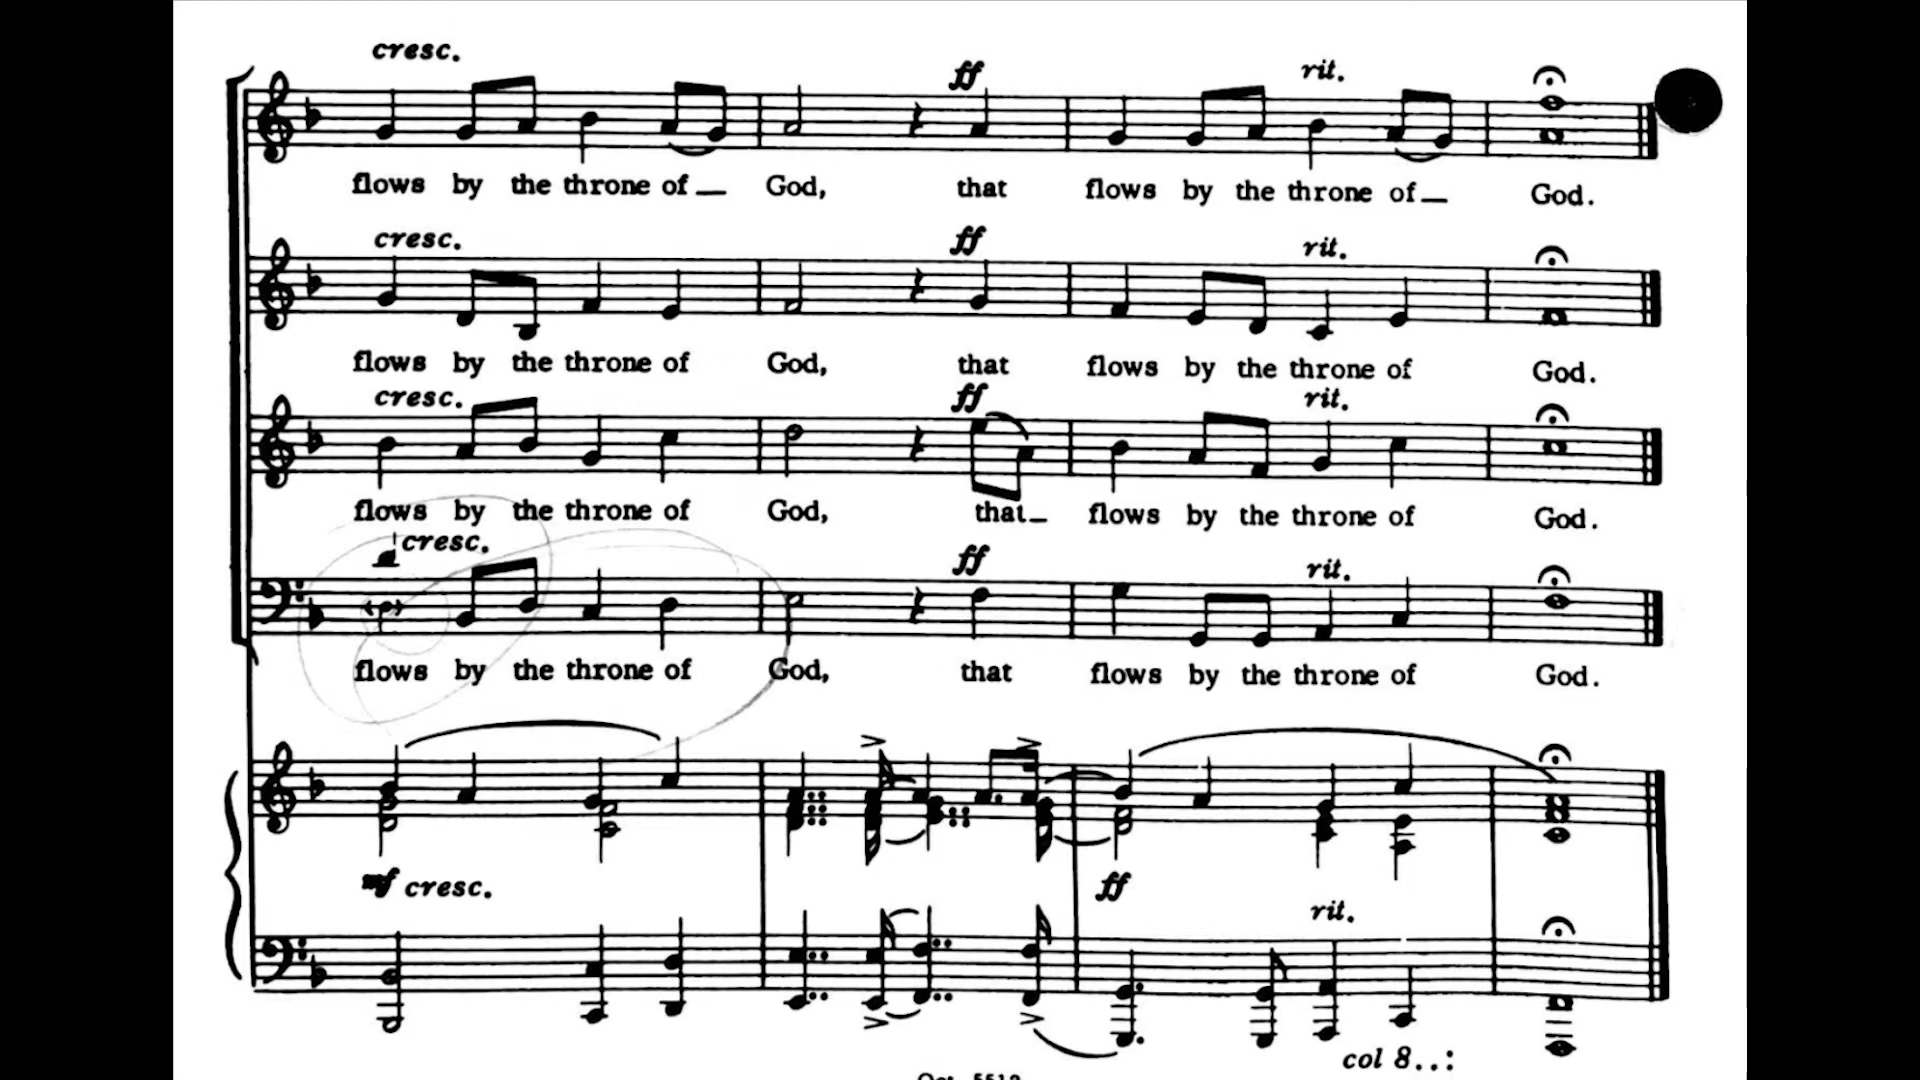 cresc. ff rit.
flows by the throne of God, that flows by the throne of God.
cresc. ff rit.
flows by the throne of God, that flows by the throne of God.
cresc. ff rit.
flows by the throne of God, that flows by the throne of God.
cresc. ff rit.
flows by the throne of God, that flows by the throne of God.
mf cresc. ff
rit.
col 8..: